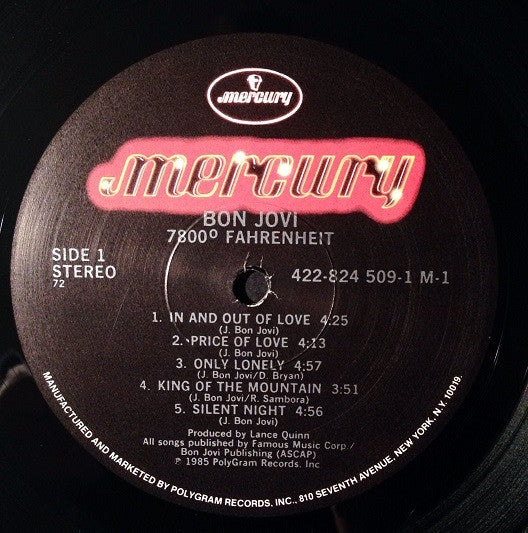 mercury
mercury
BON JOVI
7800° FAHRENHEIT
SIDE 1
STEREO
72
422-824 509-1 M-1
1. IN AND OUT OF LOVE 4:25
(J. Bon Jovi)
2. PRICE OF LOVE 4:13
(J. Bon Jovi)
3. ONLY LONELY 4:57
(J. Bon Jovi/D. Bryan)
4. KING OF THE MOUNTAIN 3:51
(J. Bon Jovi/R. Sambora)
5. SILENT NIGHT 4:56
(J. Bon Jovi)
Produced by Lance Quinn
All songs published by Famous Music Corp./
Bon Jovi Publishing (ASCAP)
℗ 1985 PolyGram Records. Inc
MANUFACTURED AND MARKETED BY POLYGRAM RECORDS. INC., 810 SEVENTH AVENUE, NEW YORK, N.Y. 10019.